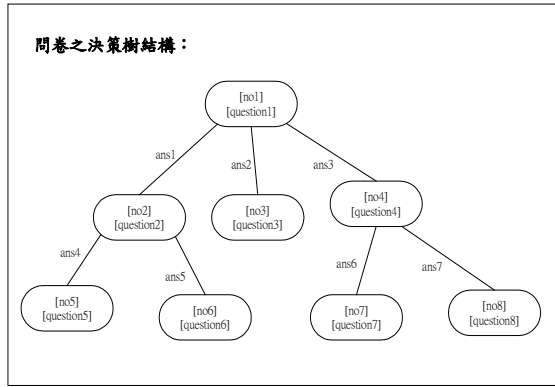 問卷之決策樹結構：
[no1]
[question1]
ans1
ans2
ans3
[no2]
[question2]
[no3]
[question3]
[no4]
[question4]
ans4
ans5
ans6
ans7
[no5]
[question5]
[no6]
[question6]
[no7]
[question7]
[no8]
[question8]